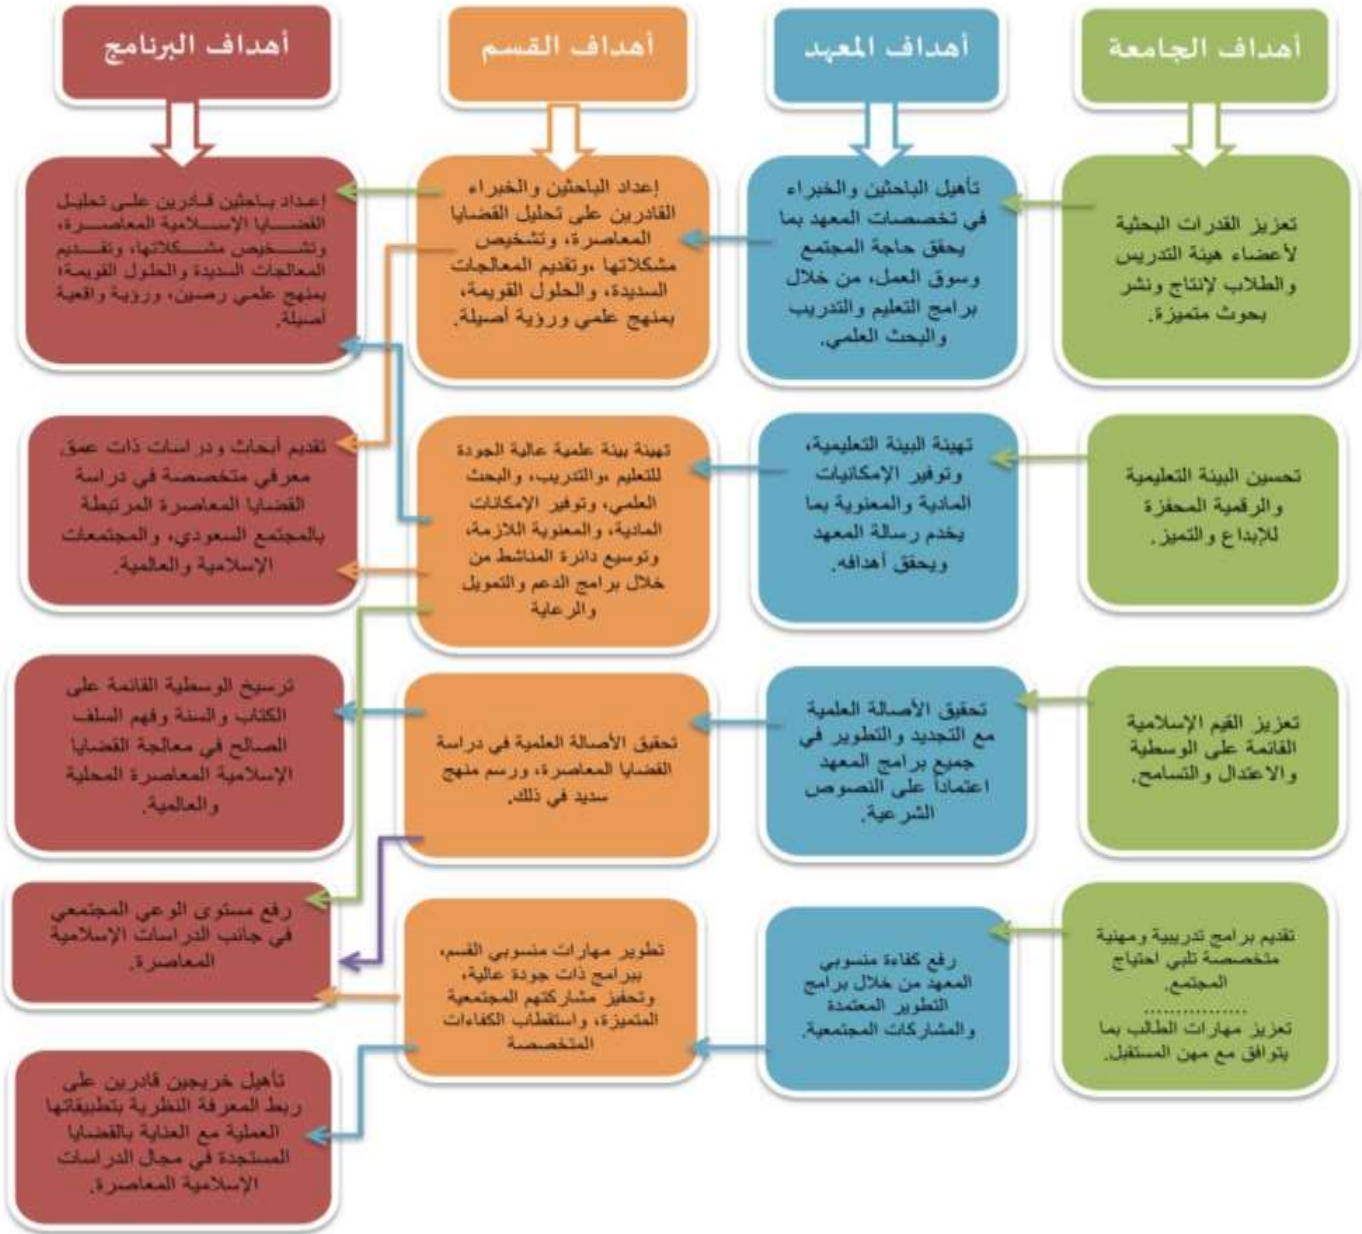 أهداف الجامعة
أهداف المعهد
أهداف القسم
أهداف البرنامج
تعزيز القدرات البحثية
لأعضاء هيئة التدريس
والطلاب لإنتاج ونشر
بحوث متميزة.
تأهيل الباحثين والخبراء
في تخصصات المعهد بما
يحقق حاجة المجتمع
وسوق العمل، من خلال
برامج التعليم والتدريب
والبحث العلمي.
إعداد الباحثين والخبراء
القادرين على تحليل القضايا
المعاصرة، وتشخيص
مشكلاتها ،وتقديم المعالجات
السديدة، والحلول القويمة،
بمنهج علمي ورؤية أصيلة.
إعداد باحثين قادرين على تحليل
القضايا الإسلامية المعاصرة،
وتشخيص مشكلاتها، وتقديم
المعالجات السديدة والحلول القويمة؛
بمنهج علمي رصين، ورؤية واقعية
أصيلة.
تحسين البيئة التعليمية
والرقمية المحفزة
للإبداع والتميز.
تهيئة البيئة التعليمية،
وتوفير الإمكانيات
المادية والمعنوية بما
يخدم رسالة المعهد
ويحقق أهدافه.
تهيئة بيئة علمية عالية الجودة
للتعليم ،والتدريب، والبحث
العلمي، وتوفير الإمكانات
المادية، والمعنوية اللازمة،
وتوسيع دائرة المناشط من
خلال برامج الدعم والتمويل
والرعاية
تقديم أبحاث ودراسات ذات عمق
معرفي متخصصة في دراسة
القضايا المعاصرة المرتبطة
بالمجتمع السعودي، والمجتمعات
الإسلامية والعالمية.
تعزيز القيم الإسلامية
القائمة على الوسطية
والاعتدال والتسامح.
تحقيق الأصالة العلمية
مع التجديد والتطوير في
جميع برامج المعهد
اعتماداً على النصوص
الشرعية.
تحقيق الأصالة العلمية في دراسة
القضايا المعاصرة، ورسم منهج
سديد في ذلك.
ترسيخ الوسطية القائمة على
الكتاب والسنة وفهم السلف
الصالح في معالجة القضايا
الإسلامية المعاصرة المحلية
والعالمية.
تقديم برامج تدريبية ومهنية
متخصصة تلبي احتياج
المجتمع.
...............
تعزيز مهارات الطالب بما
يتوافق مع مهن المستقبل.
رفع كفاءة منسوبي
المعهد من خلال برامج
التطوير المعتمدة
والمشاركات المجتمعية.
تطوير مهارات منسوبي القسم،
ببرامج ذات جودة عالية،
وتحفيز مشاركتهم المجتمعية
المتميزة، واستقطاب الكفاءات
المتخصصة
رفع مستوى الوعي المجتمعي
في جانب الدراسات الإسلامية
المعاصرة.
تأهيل خريجين قادرين على
ربط المعرفة النظرية بتطبيقاتها
العملية مع العناية بالقضايا
المستجدة في مجال الدراسات
الإسلامية المعاصرة.